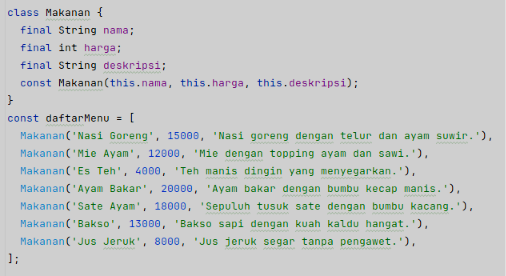 class Makanan {
  final String nama;
  final int harga;
  final String deskripsi;
  const Makanan(this.nama, this.harga, this.deskripsi);
}
const daftarMenu = [
  Makanan('Nasi Goreng', 15000, 'Nasi goreng dengan telur dan ayam suwir.'),
  Makanan('Mie Ayam', 12000, 'Mie dengan topping ayam dan sawi.'),
  Makanan('Es Teh', 4000, 'Teh manis dingin yang menyegarkan.'),
  Makanan('Ayam Bakar', 20000, 'Ayam bakar dengan bumbu kecap manis.'),
  Makanan('Sate Ayam', 18000, 'Sepuluh tusuk sate dengan bumbu kacang.'),
  Makanan('Bakso', 13000, 'Bakso sapi dengan kuah kaldu hangat.'),
  Makanan('Jus Jeruk', 8000, 'Jus jeruk segar tanpa pengawet.'),
];